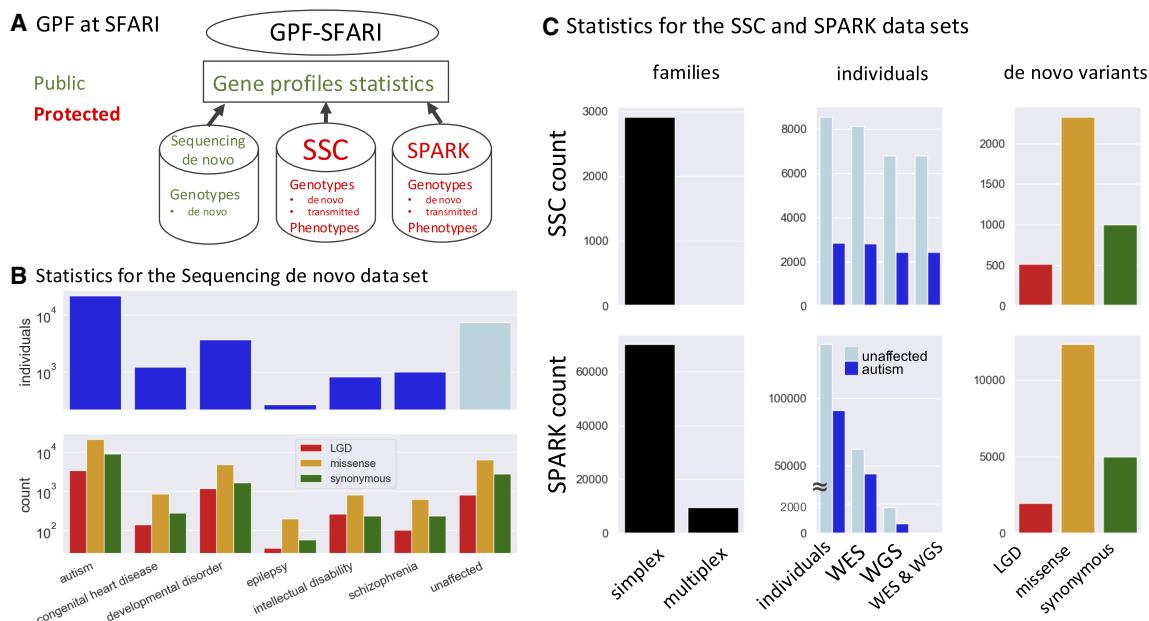 A GPF at SFARI
GPF-SFARI
Public
Protected
Gene profiles statistics
Sequencing
de novo
Genotypes
• de novo
SSC
Genotypes
• de novo
• transmitted
Phenotypes
SPARK
Genotypes
• de novo
• transmitted
Phenotypes
B Statistics for the Sequencing de novo data set
individuals
10^4
10^3
count
10^4
10^3
10^2
LGD
missense
synonymous
autism
congenital heart disease
developmental disorder
epilepsy
intellectual disability
schizophrenia
unaffected
C Statistics for the SSC and SPARK data sets
families
individuals
de novo variants
SSC count
3000
2000
1000
0
8000
6000
4000
2000
0
2000
1500
1000
500
0
SPARK count
60000
40000
20000
0
100000
50000
≈
2000
0
unaffected
autism
10000
5000
0
simplex
multiplex
individuals
WES
WGS
WES & WGS
LGD
missense
synonymous